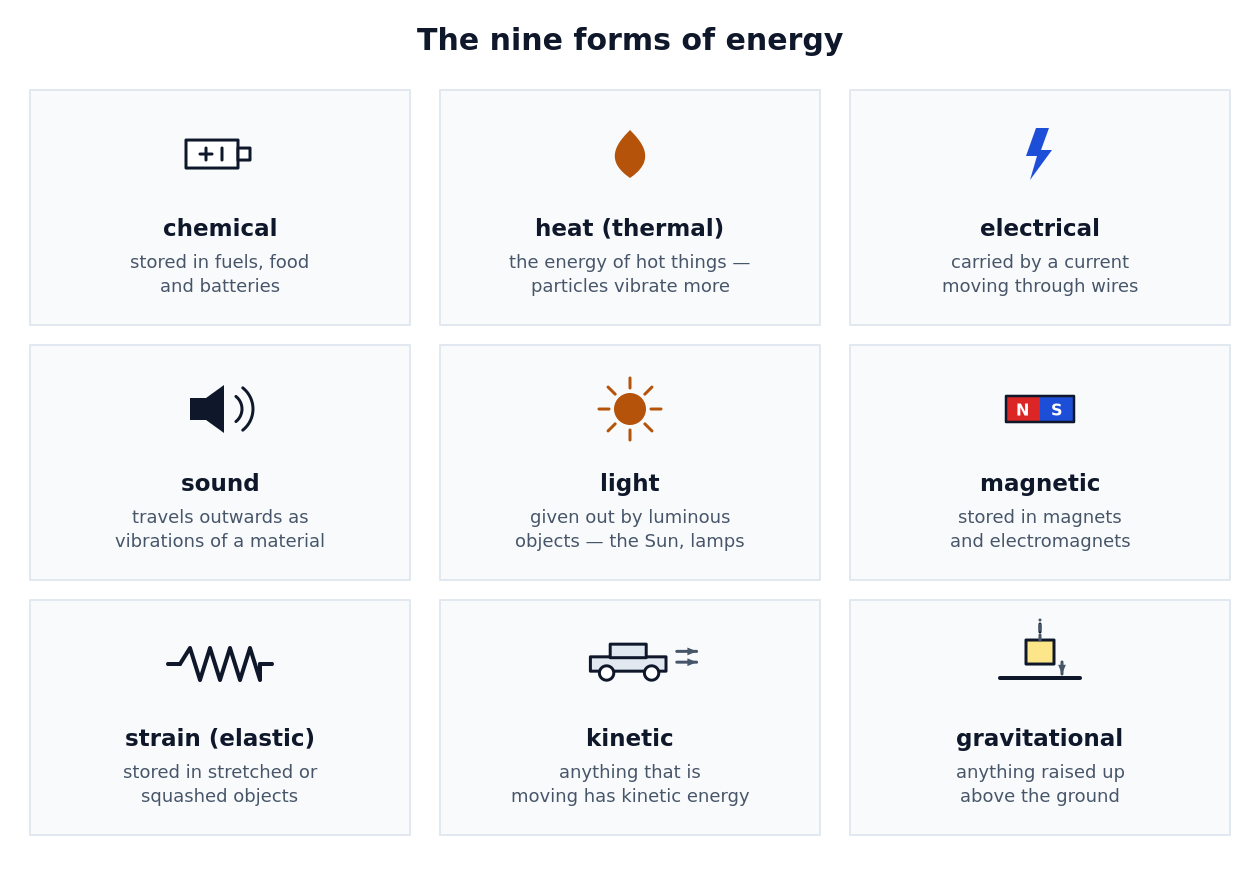 The nine forms of energy
chemical
stored in fuels, food
and batteries
heat (thermal)
the energy of hot things —
particles vibrate more
electrical
carried by a current
moving through wires
sound
travels outwards as
vibrations of a material
light
given out by luminous
objects — the Sun, lamps
N S
magnetic
stored in magnets
and electromagnets
strain (elastic)
stored in stretched or
squashed objects
kinetic
anything that is
moving has kinetic energy
gravitational
anything raised up
above the ground